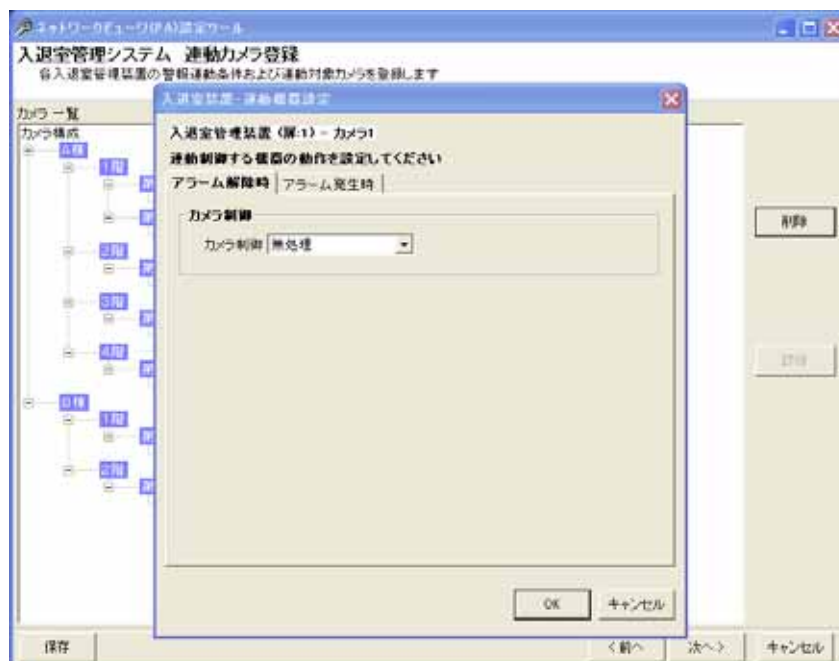 ネットワークビューワ(PA)設定ツール
入退室管理システム 連動カメラ登録
各入退室管理装置の警報連動条件および連動対象カメラを登録します
カメラ一覧
カメラ構成
A棟
1階
2階
3階
4階
B棟
1階
2階
入退室装置-連動機器設定
入退室管理装置 (扉:1) - カメラ1
連動制御する機器の動作を設定してください
アラーム解除時
アラーム発生時
カメラ制御
カメラ制御 無処理
OK
キャンセル
削除
保存
<前へ
次へ>
キャンセル